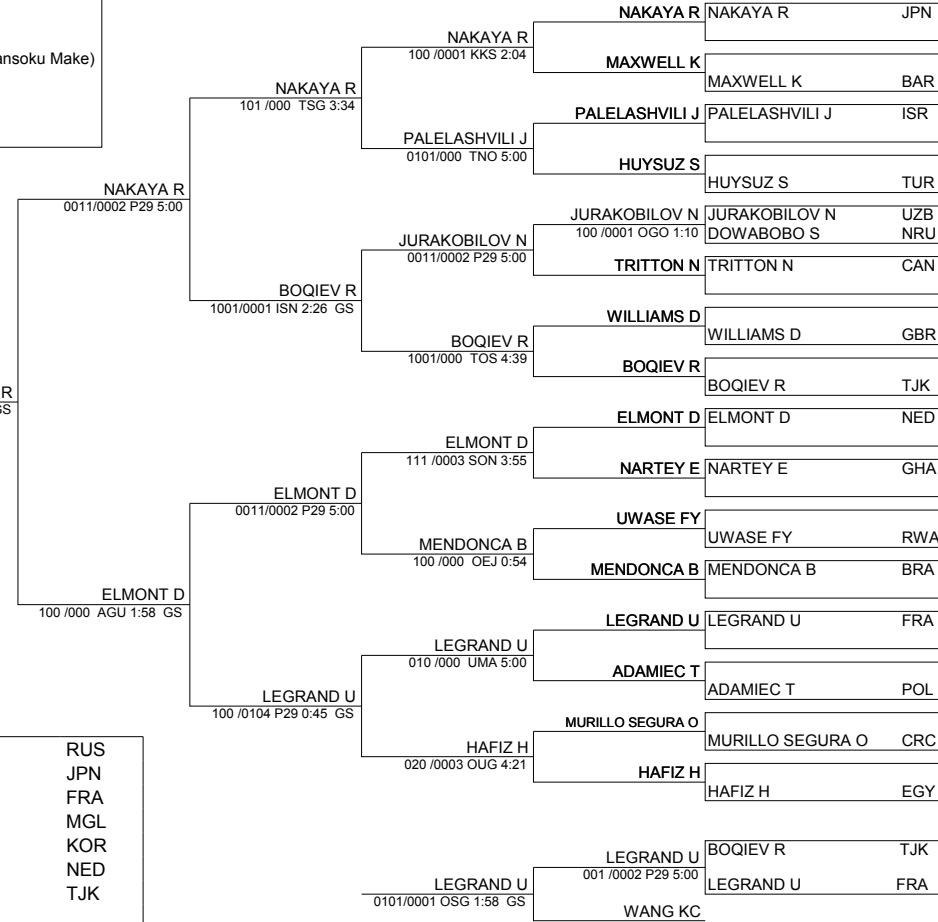 NAKAYA R NAKAYA R JPN
NAKAYA R
ansoku Make)
100 /0001 KKS 2:04
MAXWELL K
MAXWELL K BAR
NAKAYA R
101 /000 TSG 3:34
PALELASHVILI J PALELASHVILI J ISR
PALELASHVILI J
0101/000 TNO 5:00
HUYSUZ S
HUYSUZ S TUR
NAKAYA R
0011/0002 P29 5:00
JURAKOBILOV N JURAKOBILOV N UZB
100 /0001 OGO 1:10 DOWABOBO S NRU
JURAKOBILOV N
0011/0002 P29 5:00
TRITTON N TRITTON N CAN
BOQIEV R
1001/0001 ISN 2:26 GS
WILLIAMS D
WILLIAMS D GBR
BOQIEV R
1001/000 TOS 4:39
BOQIEV R
BOQIEV R TJK
R
GS
ELMONT D ELMONT D NED
ELMONT D
111 /0003 SON 3:55
NARTEY E NARTEY E GHA
ELMONT D
0011/0002 P29 5:00
UWASE FY
UWASE FY RWA
MENDONCA B
100 /000 OEJ 0:54
MENDONCA B MENDONCA B BRA
ELMONT D
100 /000 AGU 1:58 GS
LEGRAND U LEGRAND U FRA
LEGRAND U
010 /000 UMA 5:00
ADAMIEC T
ADAMIEC T POL
LEGRAND U
100 /0104 P29 0:45 GS
MURILLO SEGURA O
MURILLO SEGURA O CRC
HAFIZ H
020 /0003 OUG 4:21
HAFIZ H
HAFIZ H EGY
RUS
JPN
FRA
MGL
KOR
NED
TJK
BOQIEV R TJK
LEGRAND U
001 /0002 P29 5:00
LEGRAND U FRA
LEGRAND U
0101/0001 OSG 1:58 GS
WANG KC